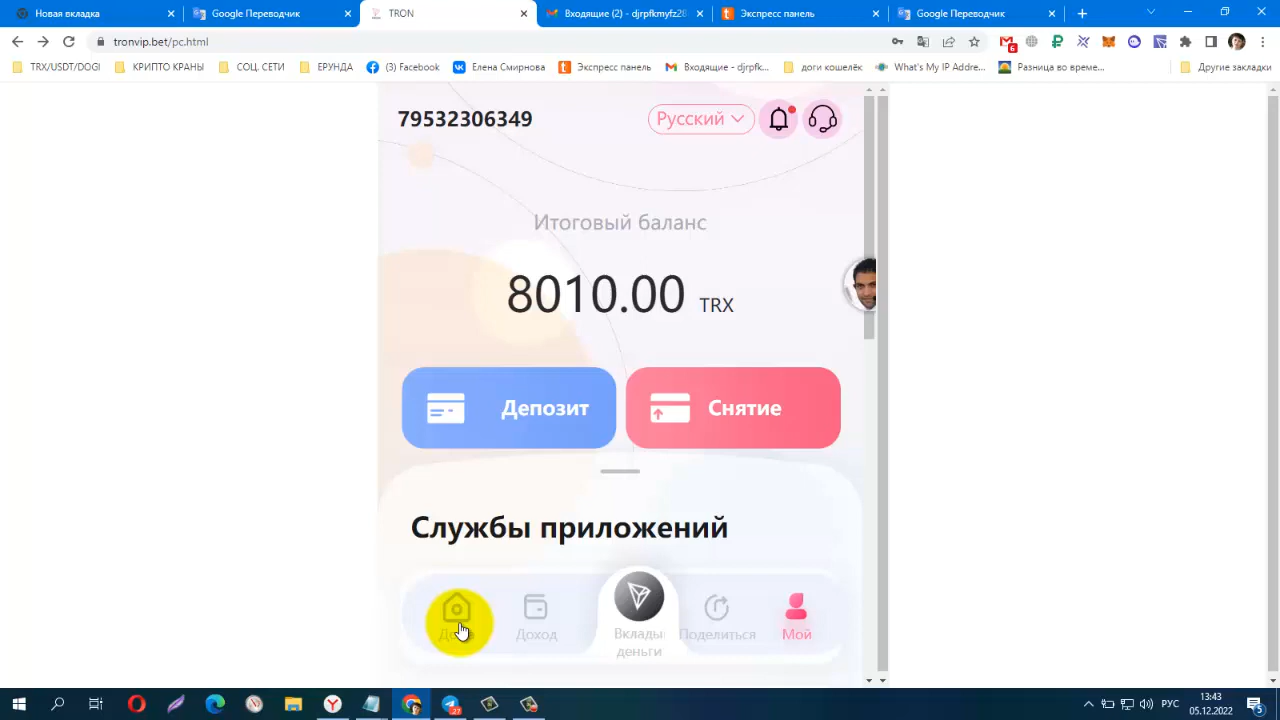 Новая вкладка
Google Переводчик
TRON
Входящие (2) - djrpfkmyfz28
Экспресс панель
Google Переводчик
tronvip.bet/pc.html
6
TRX/USDT/DOGI
КРИПТО КРАНЫ
СОЦ. СЕТИ
ЕРУНДА
(3) Facebook
Елена Смирнова
Экспресс панель
Входящие - djrpfk...
доги кошелёк
What's My IP Addre...
Разница во време...
Другие закладки
79532306349
Русский
Итоговый баланс
8010.00 TRX
Депозит
Снятие
Службы приложений
Доход
Вклады
деньги
Поделиться
Мой
27
РУС
13:43
05.12.2022